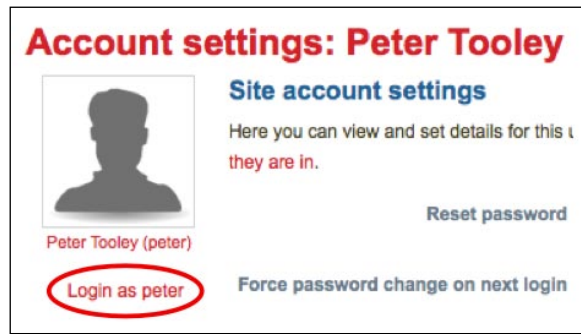 Account settings: Peter Tooley
Site account settings
Here you can view and set details for this
they are in.
Reset password
Peter Tooley (peter)
Login as peter
Force password change on next login